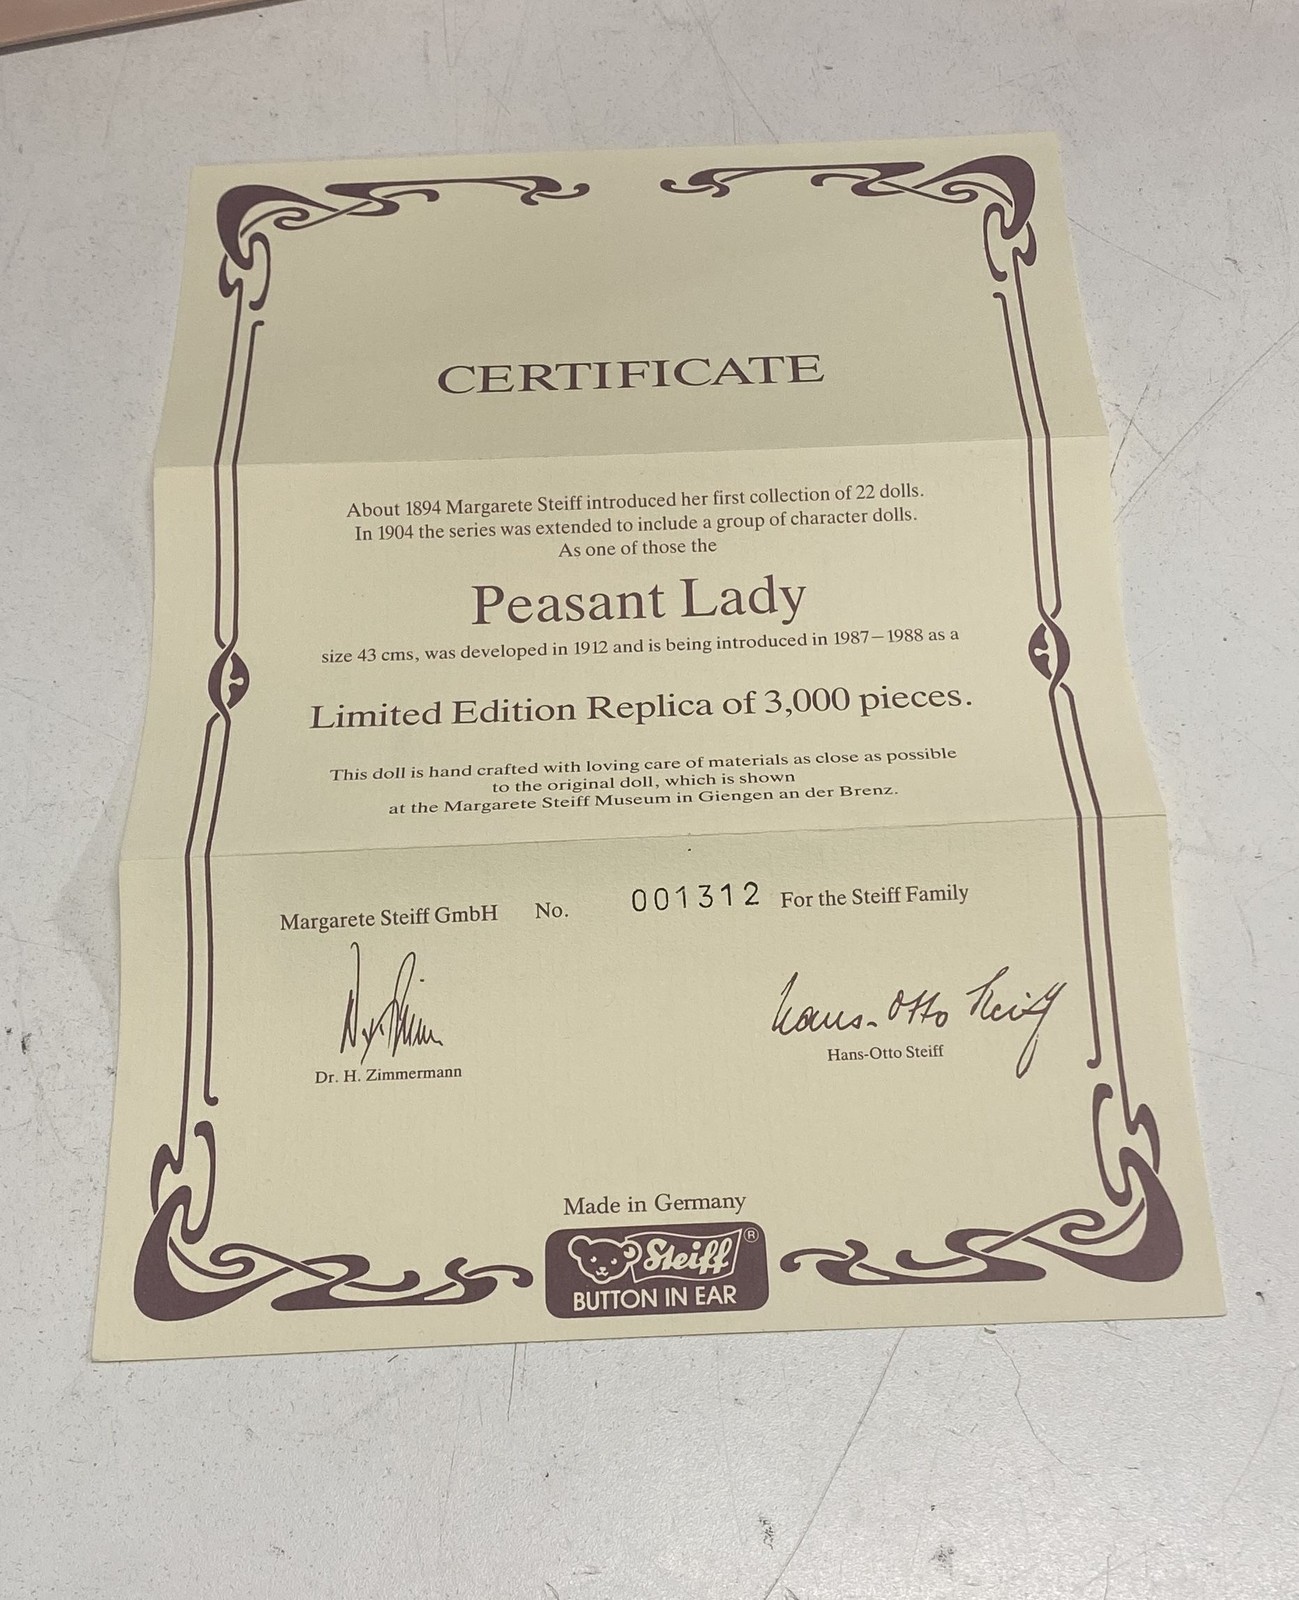 CERTIFICATE
About 1894 Margarete Steiff introduced her first collection of 22 dolls.
In 1904 the series was extended to include a group of character dolls.
As one of those the
Peasant Lady
size 43 cms, was developed in 1912 and is being introduced in 1987–1988 as a
Limited Edition Replica of 3,000 pieces.
This doll is hand crafted with loving care of materials as close as possible
to the original doll, which is shown
at the Margarete Steiff Museum in Giengen an der Brenz.
Margarete Steiff GmbH No. 001312 For the Steiff Family
Hans-Otto Steiff
Dr. H. Zimmermann
Hans-Otto Steiff
Made in Germany
Steiff ®
BUTTON IN EAR